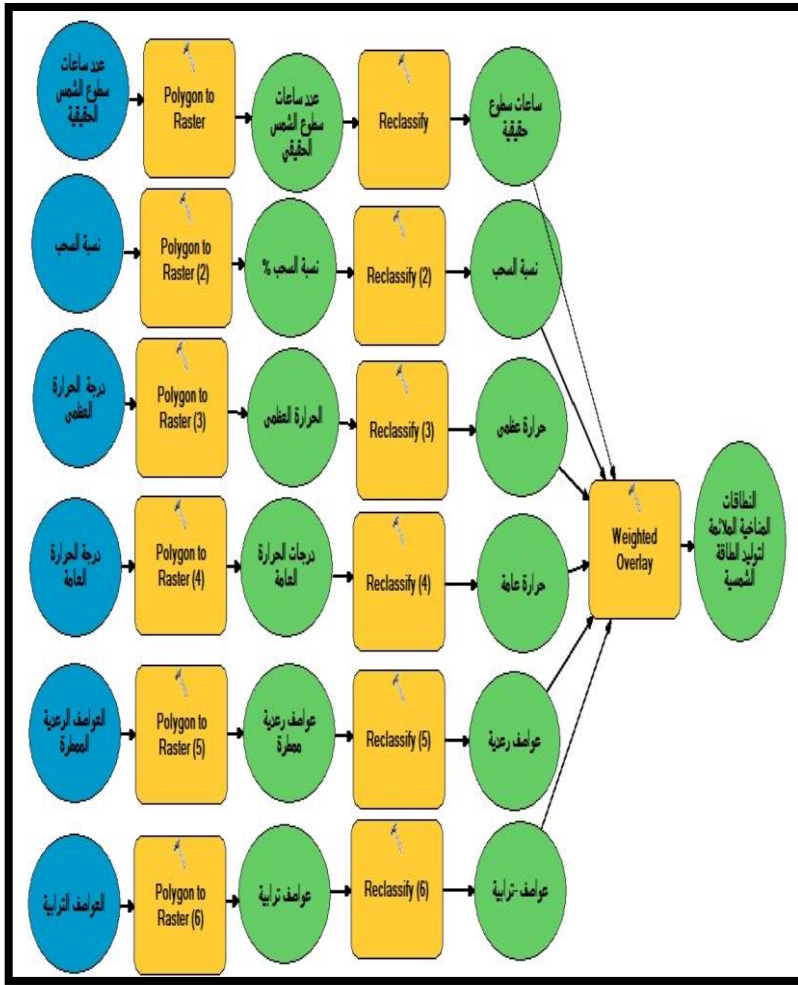 عدد ساعات
سطوع الشمس
الحقيقية
Polygon to
Raster
عدد ساعات
سطوع الشمس
الحقيقي
Reclassify
ساعات سطوع
حقيقية
نسبة السحب
Polygon to
Raster (2)
نسبة السحب %
Reclassify (2)
نسبة السحب
درجة الحرارة
العظمى
Polygon to
Raster (3)
الحرارة العظمى
Reclassify (3)
حرارة عظمى
درجة الحرارة
العامة
Polygon to
Raster (4)
درجات الحرارة
العامة
Reclassify (4)
حرارة عامة
العواصف الرعدية
الممطرة
Polygon to
Raster (5)
عواصف رعدية
ممطرة
Reclassify (5)
عواصف رعدية
العواصف الترابية
Polygon to
Raster (6)
عواصف ترابية
Reclassify (6)
عواصف-ترابية
Weighted
Overlay
النطاقات
المناخية الملائمة
لتوليد الطاقة
الشمسية